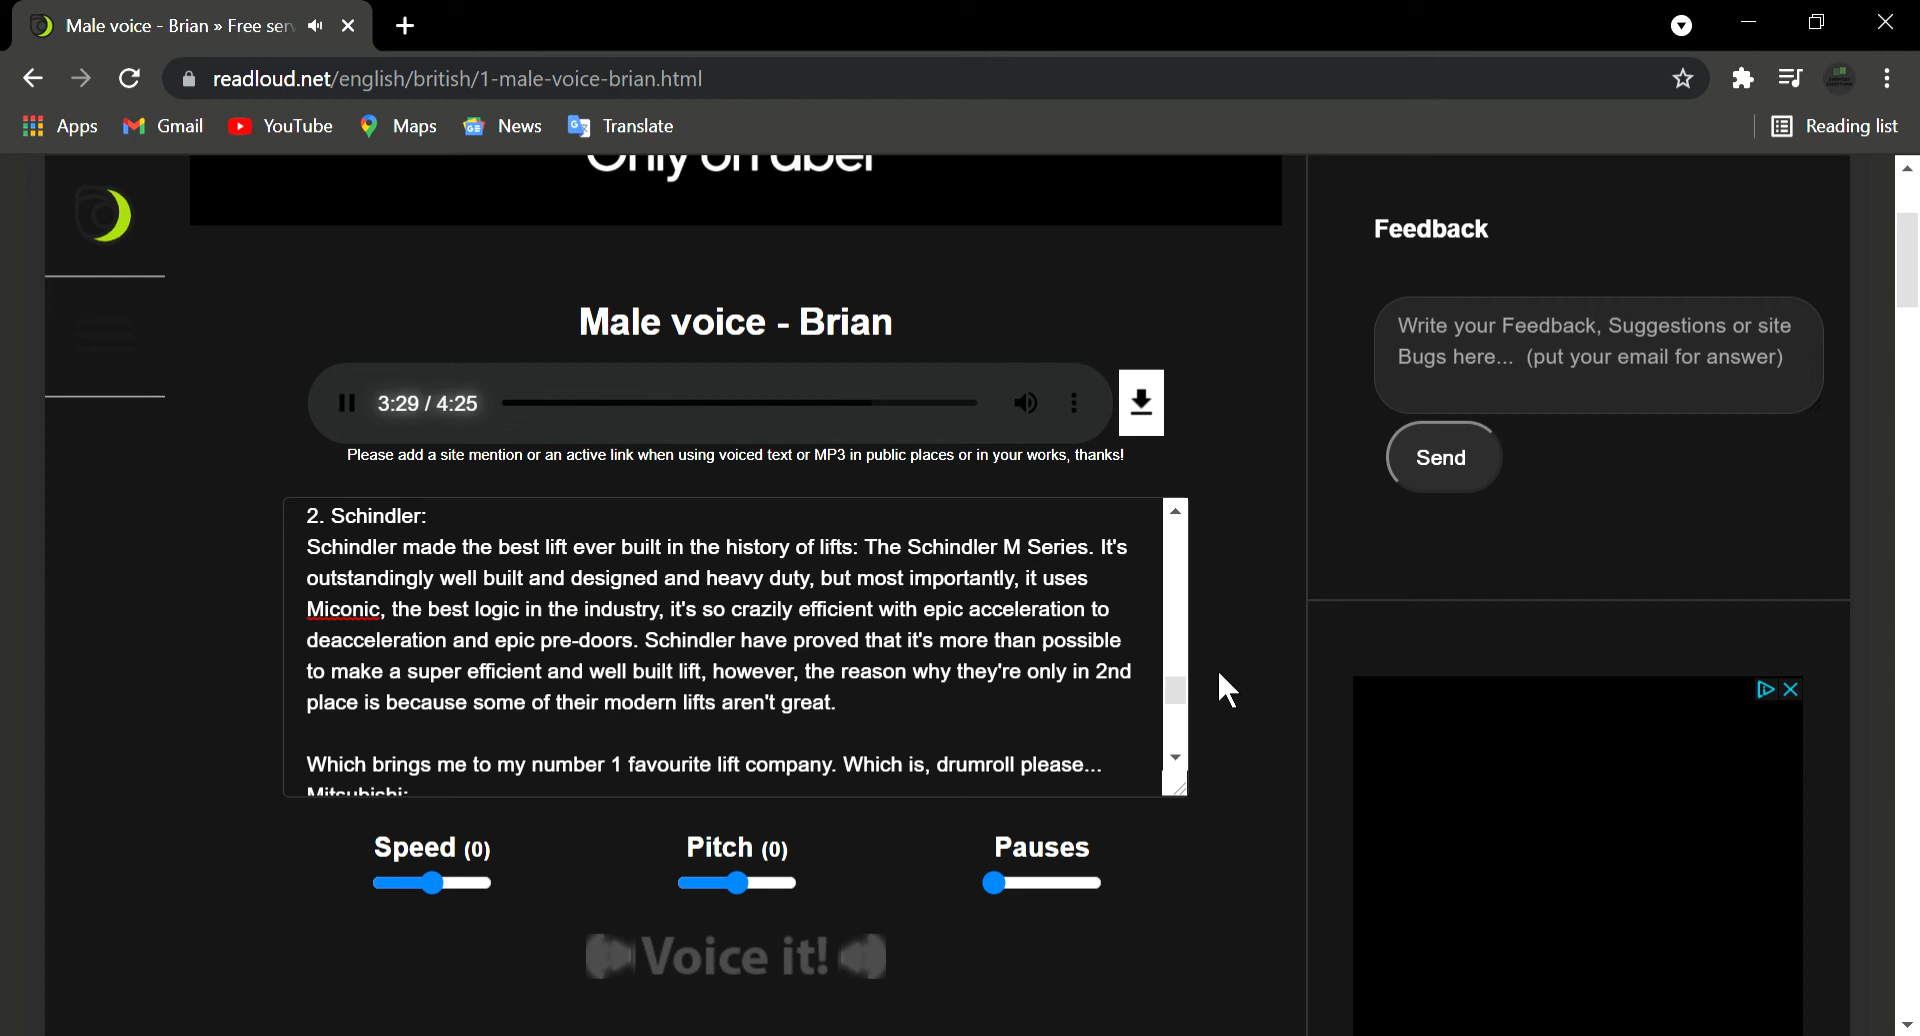 Male voice - Brian » Free ser
readloud.net/english/british/1-male-voice-brian.html
Apps Gmail YouTube Maps News Translate Reading list
Only on uber
Feedback
Write your Feedback, Suggestions or site
Bugs here... (put your email for answer)
Send
Male voice - Brian
3:29 / 4:25
Please add a site mention or an active link when using voiced text or MP3 in public places or in your works, thanks!
2. Schindler:
Schindler made the best lift ever built in the history of lifts: The Schindler M Series. It's
outstandingly well built and designed and heavy duty, but most importantly, it uses
Miconic, the best logic in the industry, it's so crazily efficient with epic acceleration to
deacceleration and epic pre-doors. Schindler have proved that it's more than possible
to make a super efficient and well built lift, however, the reason why they're only in 2nd
place is because some of their modern lifts aren't great.
Which brings me to my number 1 favourite lift company. Which is, drumroll please...
Mitsubishi:
Speed (0) Pitch (0) Pauses
Voice it!